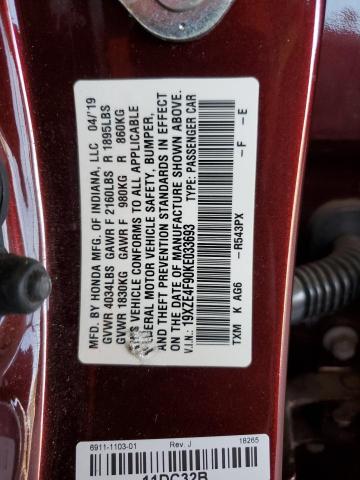 MFD. BY HONDA MFG. OF INDIANA, LLC 04/'19
GVWR 4034LBS GAWR F 2160LBS R 1895LBS
GVWR 1830KG GAWR F 980KG R 860KG
THIS VEHICLE CONFORMS TO ALL APPLICABLE
FEDERAL MOTOR VEHICLE SAFETY, BUMPER,
AND THEFT PREVENTION STANDARDS IN EFFECT
ON THE DATE OF MANUFACTURE SHOWN ABOVE.
V.I.N.: 19XZE4F90KE033693 TYPE: PASSENGER CAR
TXM K AG6 -R543PX -F -E
6911-1103-01 Rev. J 18265
11DC32B